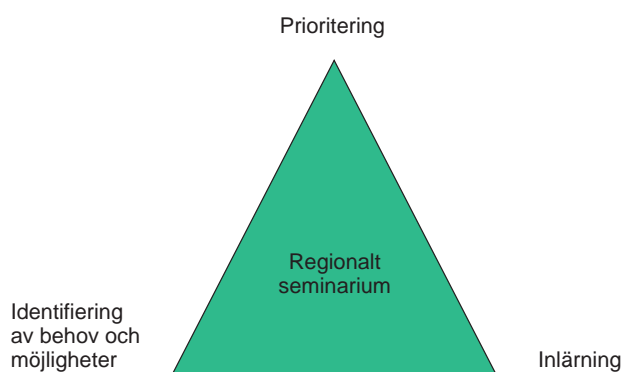 Prioritering
Regionalt
seminarium
Identifiering
av behov och
möjligheter
Inlärning